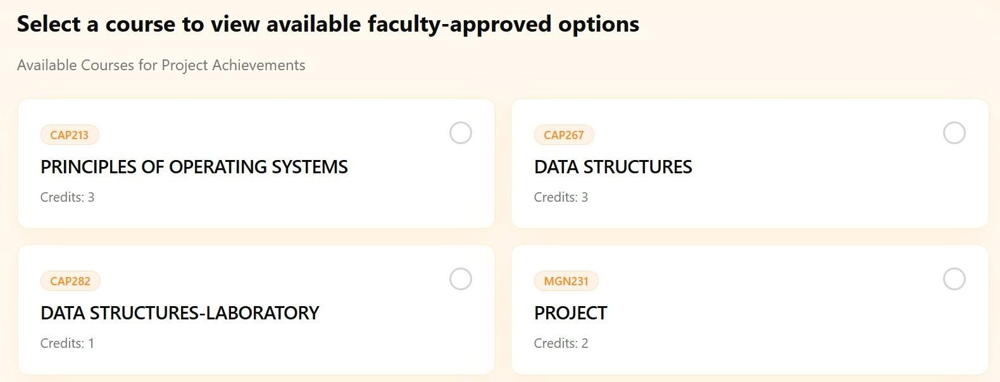 Select a course to view available faculty-approved options
Available Courses for Project Achievements
CAP213
PRINCIPLES OF OPERATING SYSTEMS
Credits: 3
CAP267
DATA STRUCTURES
Credits: 3
CAP282
DATA STRUCTURES-LABORATORY
Credits: 1
MGN231
PROJECT
Credits: 2